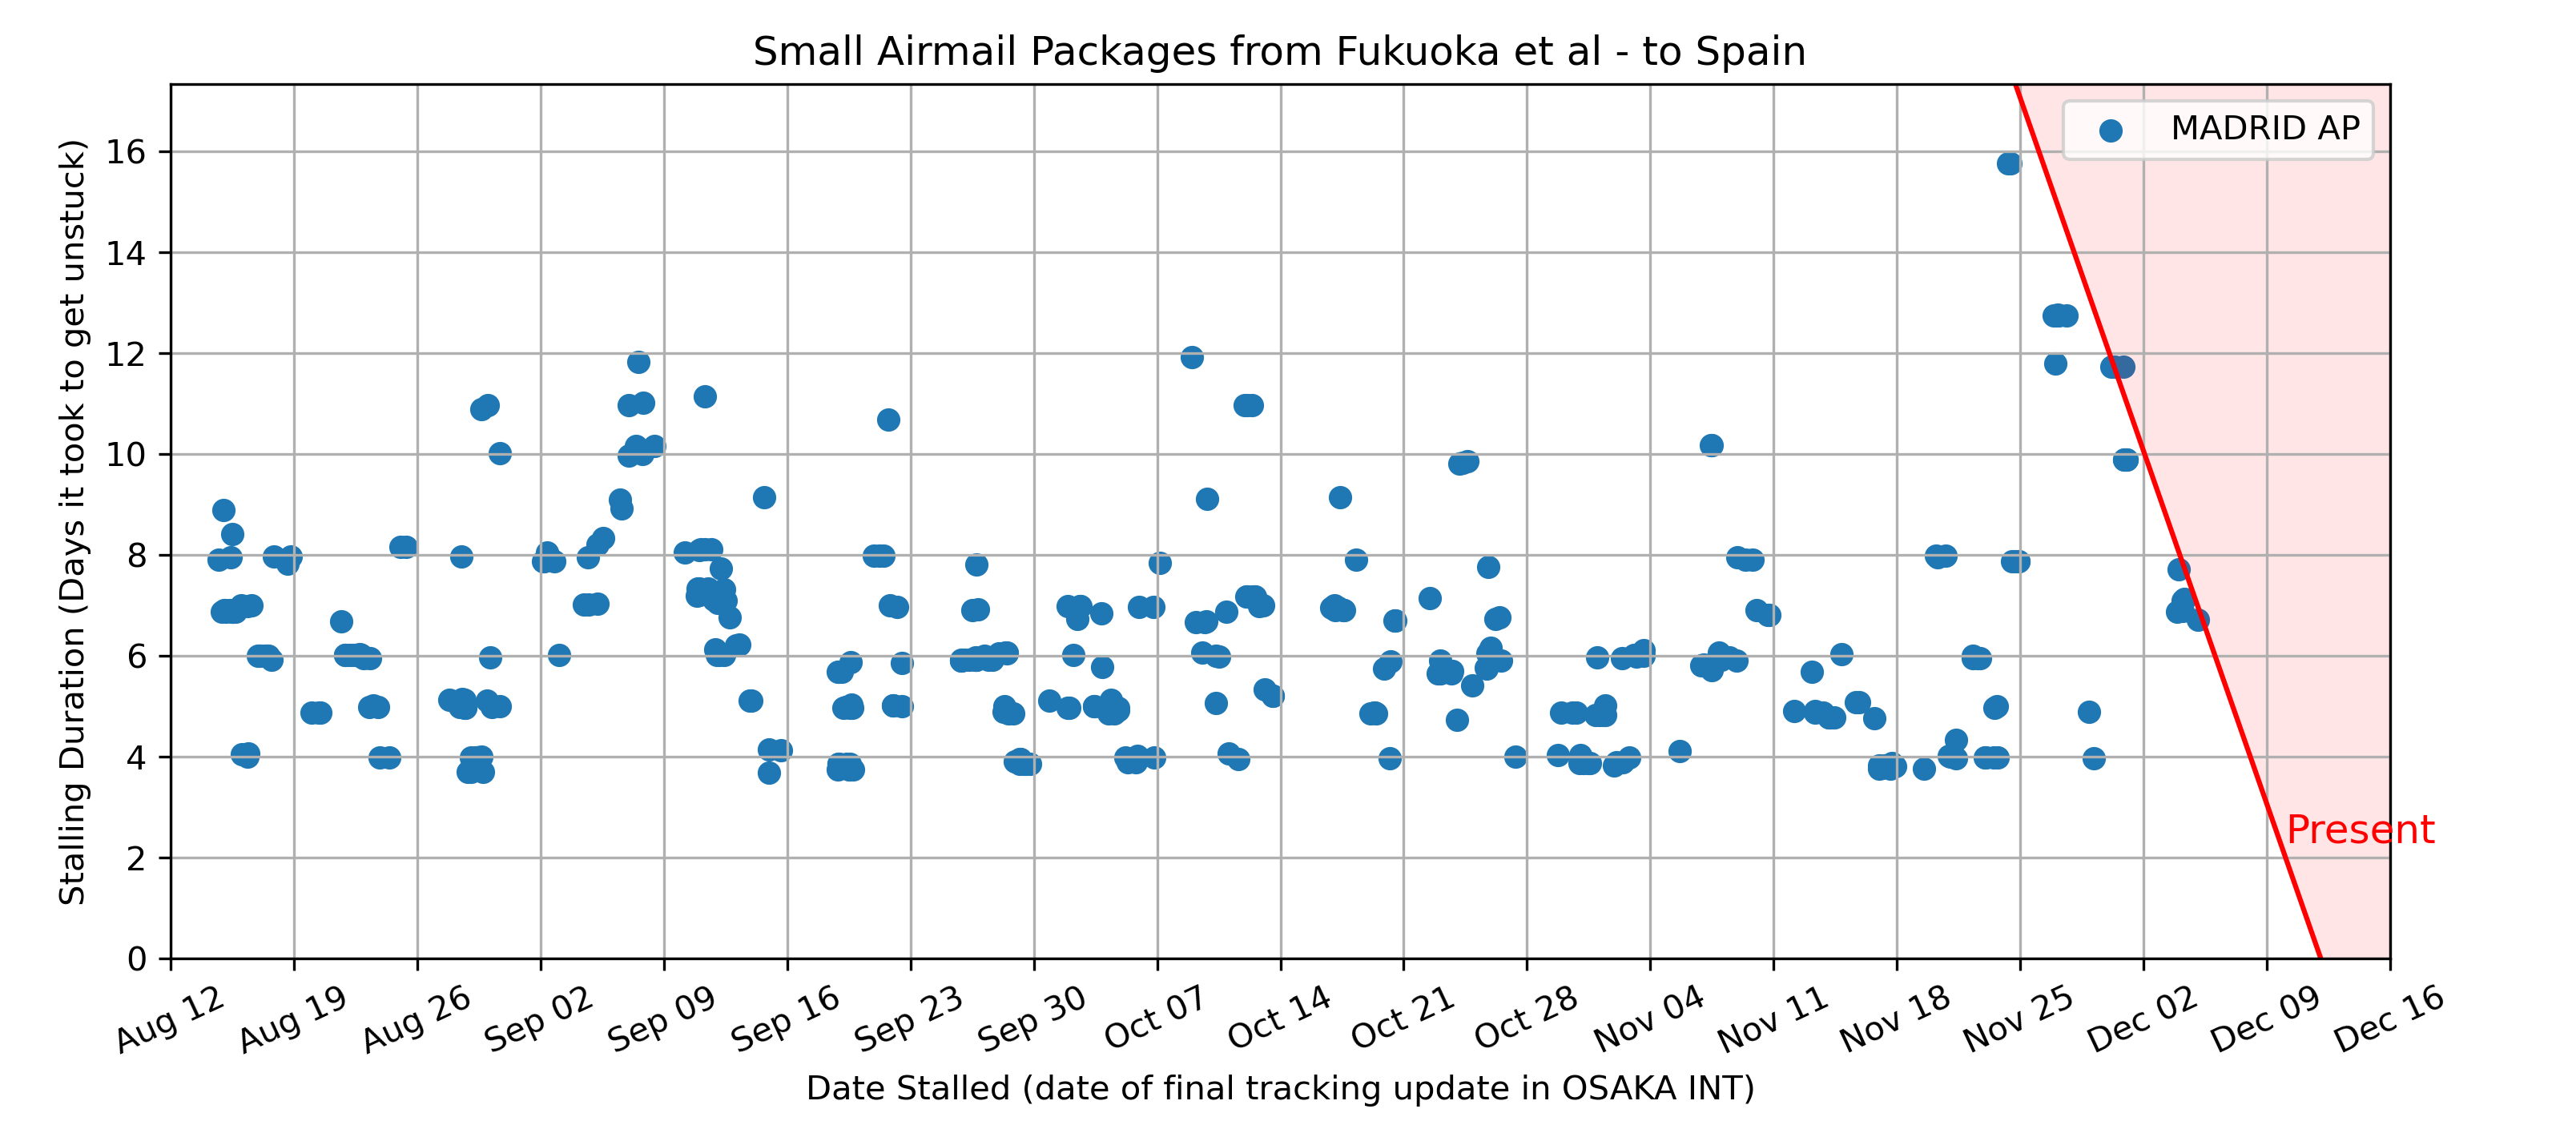 Small Airmail Packages from Fukuoka et al - to Spain
MADRID AP
Stalling Duration (Days it took to get unstuck)
16
14
12
10
8
6
4
2
0
Present
Aug 12
Aug 19
Aug 26
Sep 02
Sep 09
Sep 16
Sep 23
Sep 30
Oct 07
Oct 14
Oct 21
Oct 28
Nov 04
Nov 11
Nov 18
Nov 25
Dec 02
Dec 09
Dec 16
Date Stalled (date of final tracking update in OSAKA INT)